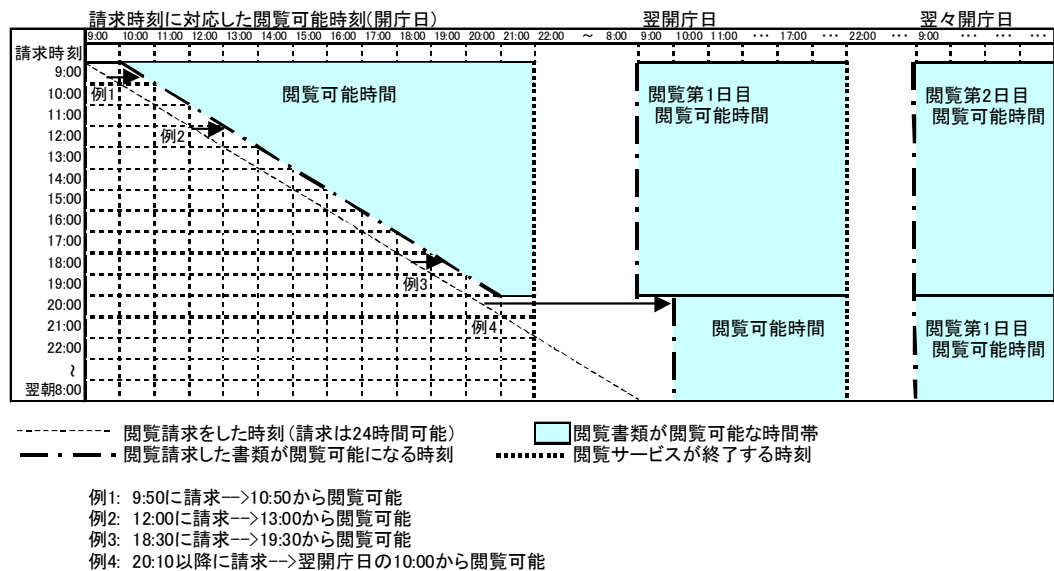 請求時刻に対応した閲覧可能時刻(開庁日) 翌開庁日 翌々開庁日
9:00 10:00 11:00 12:00 13:00 14:00 15:00 16:00 17:00 18:00 19:00 20:00 21:00 22:00 ～ 8:00 9:00 10:00 11:00 ･･･ 17:00 ･･･ 22:00 ･･･ 9:00 ･･･ ･･･ ･･･
請求時刻
9:00
10:00
11:00
12:00
13:00
14:00
15:00
16:00
17:00
18:00
19:00
20:00
21:00
22:00
～
翌朝8:00
例1
例2
例3
例4
閲覧可能時間
閲覧第1日目
閲覧可能時間
閲覧第2日目
閲覧可能時間
閲覧可能時間
閲覧第1日目
閲覧可能時間
閲覧請求をした時刻(請求は24時間可能)
閲覧書類が閲覧可能な時間帯
閲覧請求した書類が閲覧可能になる時刻
閲覧サービスが終了する時刻
例1: 9:50に請求-->10:50から閲覧可能
例2: 12:00に請求-->13:00から閲覧可能
例3: 18:30に請求-->19:30から閲覧可能
例4: 20:10以降に請求-->翌開庁日の10:00から閲覧可能